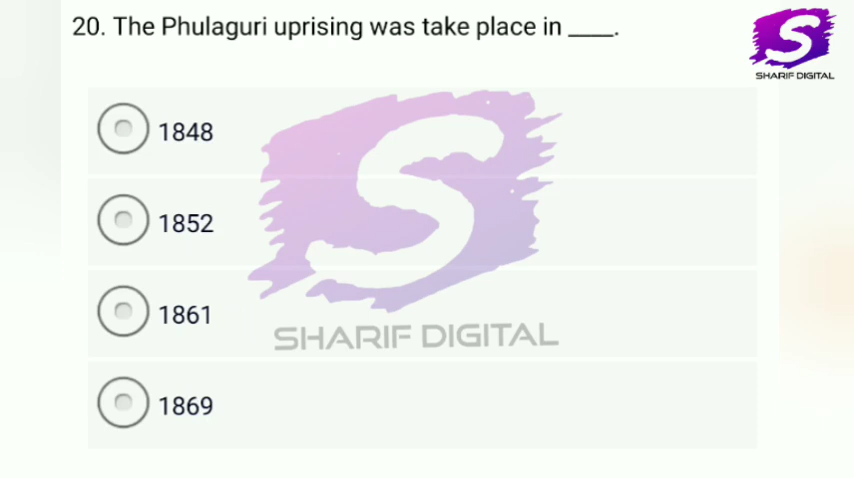 20. The Phulaguri uprising was take place in ____.
SHARIF DIGITAL
1848
1852
1861
SHARIF DIGITAL
1869